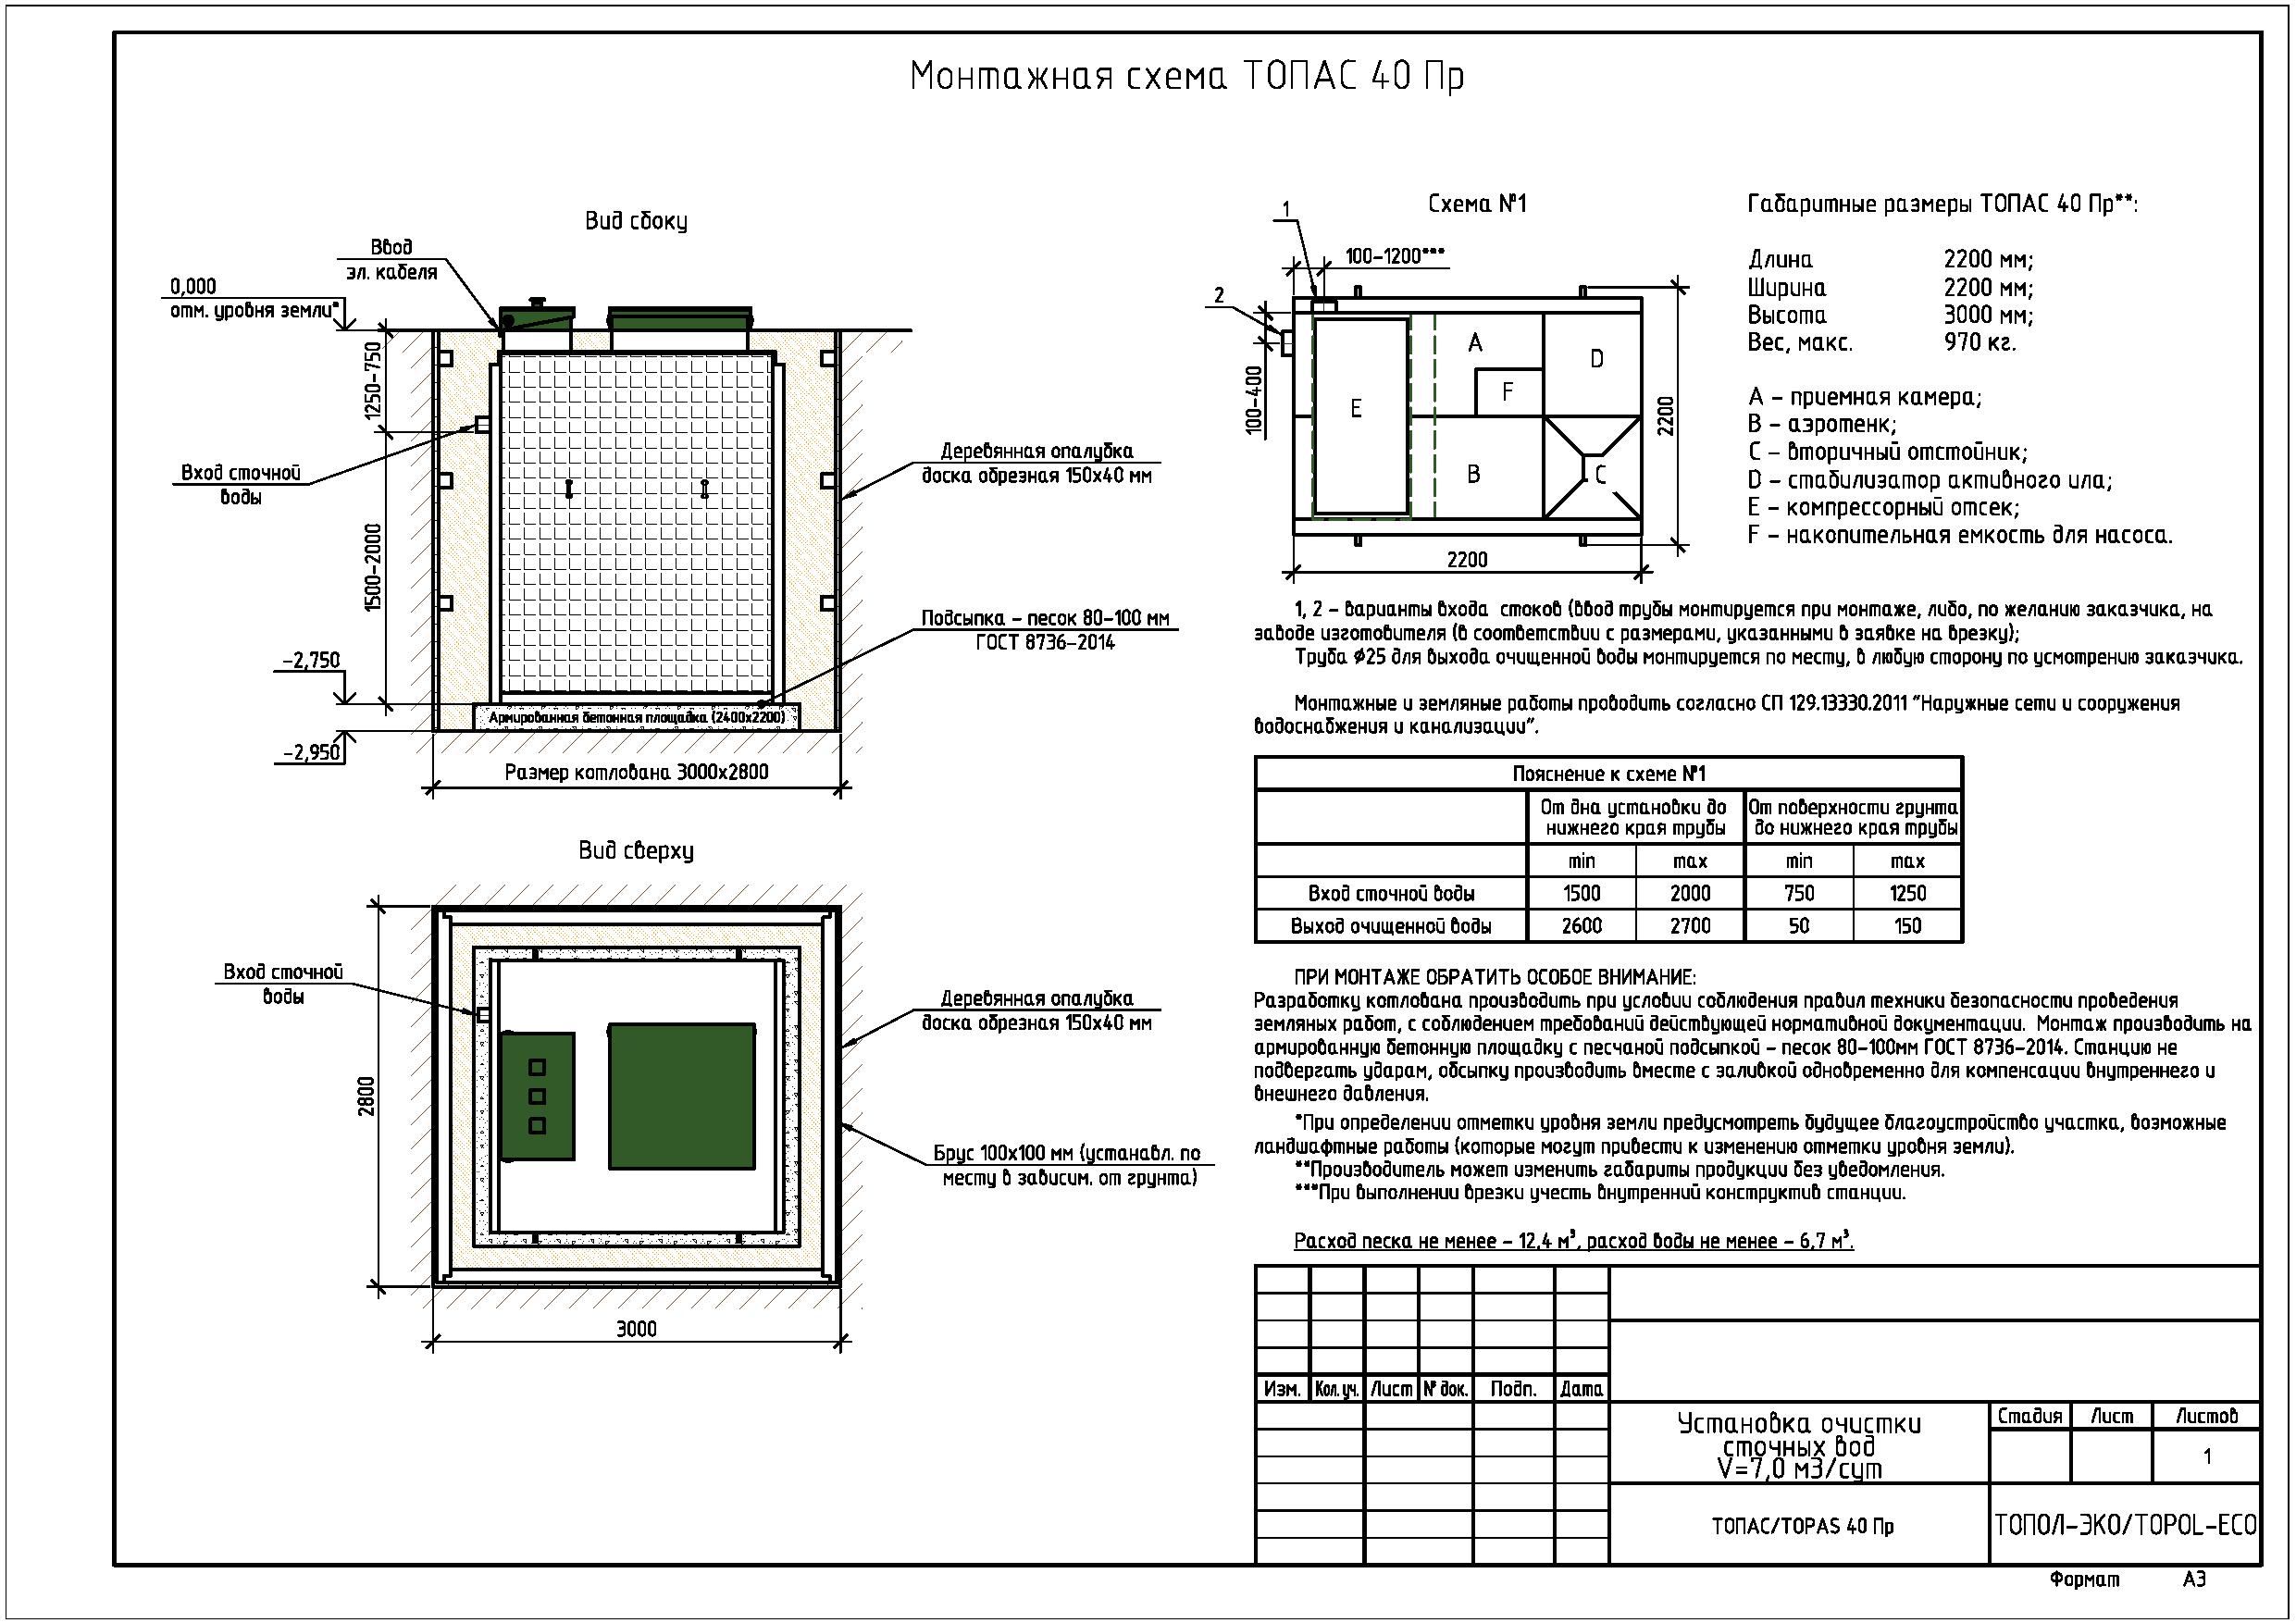 Монтажная схема ТОПАС 40 Пр
Вид сбоку
Ввод
эл. кабеля
0,000
отм. уровня земли*
1250-750
Вход сточной
воды
1500-2000
-2,750
-2,950
Деревянная опалубка
доска обрезная 150х40 мм
Подсыпка - песок 80-100 мм
ГОСТ 8736-2014
Армированная бетонная площадка (2400х2200)
Размер котлована 3000х2800
Вид сверху
Вход сточной
воды
2800
3000
Деревянная опалубка
доска обрезная 150х40 мм
Брус 100х100 мм (устанавл. по
месту в зависим. от грунта)
Схема №1
1
2
100-1200***
100-400
A
B
C
D
E
F
2200
2200
Габаритные размеры ТОПАС 40 Пр**:
Длина 2200 мм;
Ширина 2200 мм;
Высота 3000 мм;
Вес, макс. 970 кг.
A - приемная камера;
B - аэротенк;
C - вторичный отстойник;
D - стабилизатор активного ила;
E - компрессорный отсек;
F - накопительная емкость для насоса.
1, 2 - варианты входа стоков (ввод трубы монтируется при монтаже, либо, по желанию заказчика, на
заводе изготовителя (в соответствии с размерами, указанными в заявке на врезку);
Труба Ø25 для выхода очищенной воды монтируется по месту, в любую сторону по усмотрению заказчика.
Монтажные и земляные работы проводить согласно СП 129.13330.2011 "Наружные сети и сооружения
водоснабжения и канализации".
Пояснение к схеме №1
От дна установки до нижнего края трубы От поверхности грунта до нижнего края трубы
min max min max
Вход сточной воды 1500 2000 750 1250
Выход очищенной воды 2600 2700 50 150
ПРИ МОНТАЖЕ ОБРАТИТЬ ОСОБОЕ ВНИМАНИЕ:
Разработку котлована производить при условии соблюдения правил техники безопасности проведения
земляных работ, с соблюдением требований действующей нормативной документации. Монтаж производить на
армированную бетонную площадку с песчаной подсыпкой - песок 80-100мм ГОСТ 8736-2014. Станцию не
подвергать ударам, обсыпку производить вместе с заливкой одновременно для компенсации внутреннего и
внешнего давления.
*При определении отметки уровня земли предусмотреть будущее благоустройство участка, возможные
ландшафтные работы (которые могут привести к изменению отметки уровня земли).
**Производитель может изменить габариты продукции без уведомления.
***При выполнении врезки учесть внутренний конструктив станции.
Расход песка не менее - 12,4 м³, расход воды не менее - 6,7 м³.
Изм. Кол.уч. Лист № док. Подп. Дата
Установка очистки
сточных вод
V=7,0 м3/сут
Стадия Лист Листов
1
ТОПАС/TOPAS 40 Пр
ТОПОЛ-ЭКО/TOPOL-ECO
Формат А3